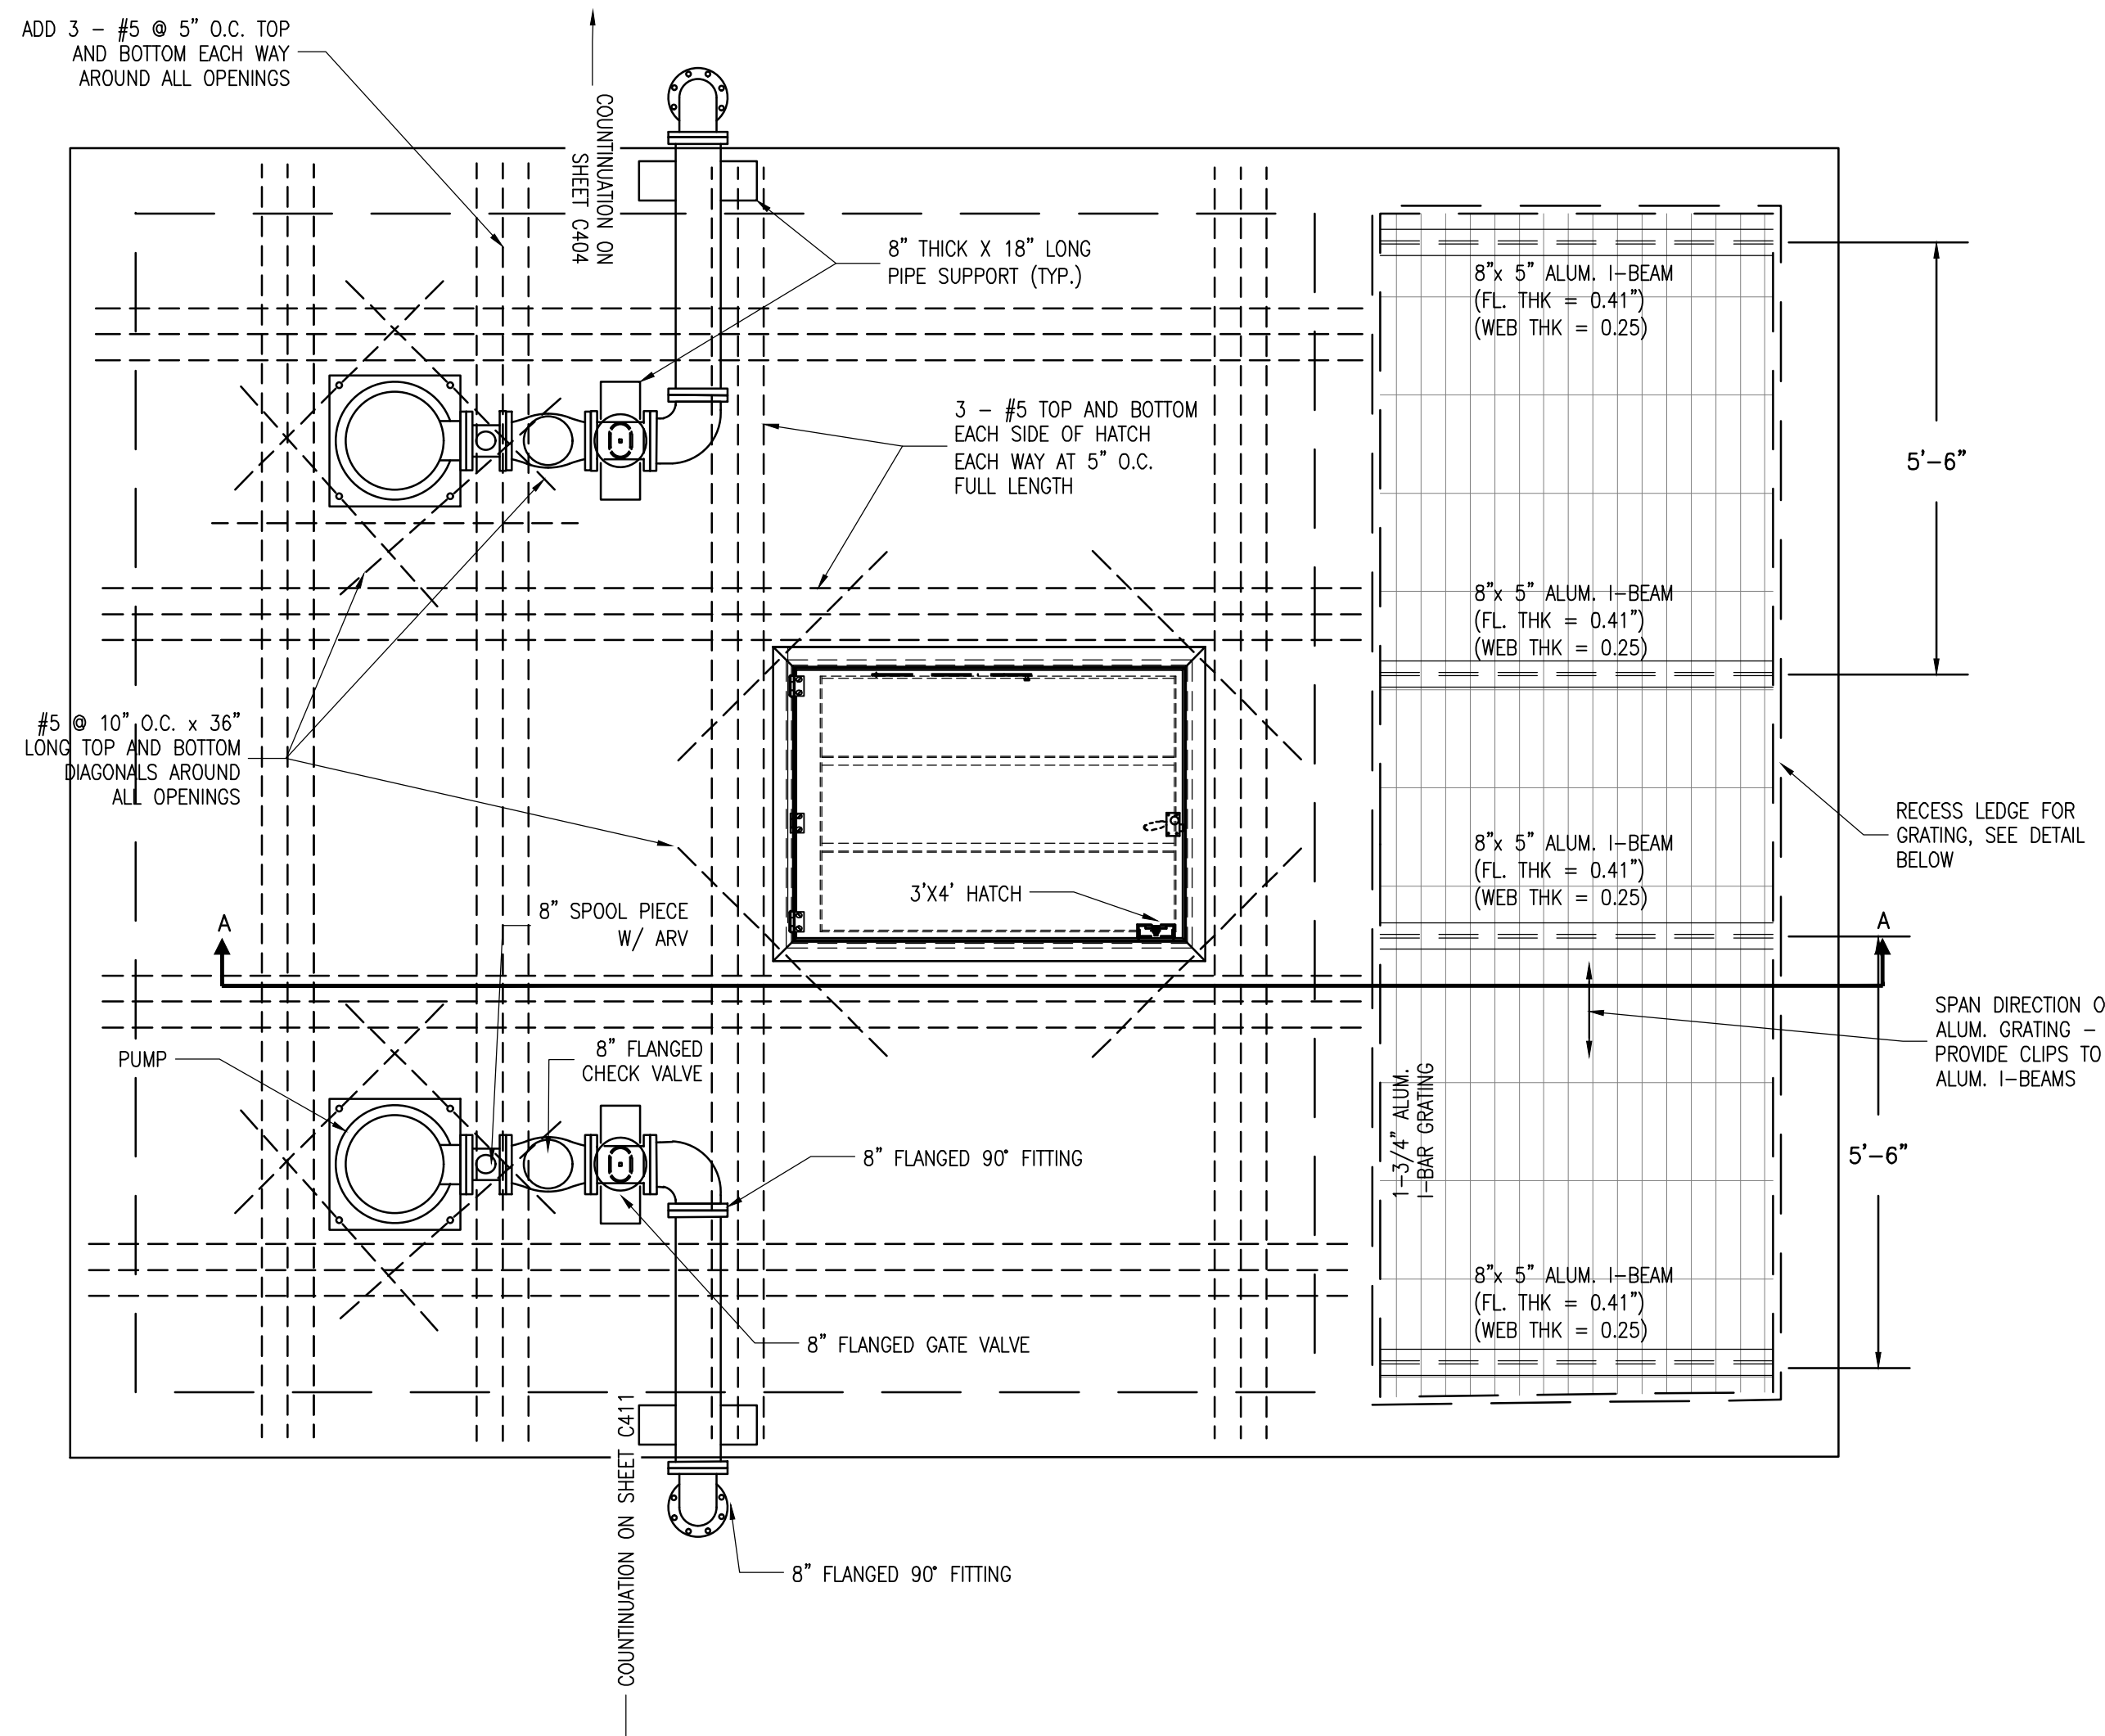 ADD 3 – #5 @ 5" O.C. TOP
AND BOTTOM EACH WAY
AROUND ALL OPENINGS
COUNTINUATION ON
SHEET C404
8" THICK X 18" LONG
PIPE SUPPORT (TYP.)
8"x 5" ALUM. I–BEAM
(FL. THK = 0.41")
(WEB THK = 0.25)
5'–6"
3 – #5 TOP AND BOTTOM
EACH SIDE OF HATCH
EACH WAY AT 5" O.C.
FULL LENGTH
8"x 5" ALUM. I–BEAM
(FL. THK = 0.41")
(WEB THK = 0.25)
#5 @ 10" O.C. x 36"
LONG TOP AND BOTTOM
DIAGONALS AROUND
ALL OPENINGS
RECESS LEDGE FOR
GRATING, SEE DETAIL
BELOW
8"x 5" ALUM. I–BEAM
(FL. THK = 0.41")
(WEB THK = 0.25)
3'X4' HATCH
8" SPOOL PIECE
W/ ARV
A
A
SPAN DIRECTION O
ALUM. GRATING –
PROVIDE CLIPS TO
ALUM. I–BEAMS
PUMP
8" FLANGED
CHECK VALVE
1–3/4" ALUM.
I–BAR GRATING
8" FLANGED 90° FITTING
5'–6"
8"x 5" ALUM. I–BEAM
(FL. THK = 0.41")
(WEB THK = 0.25)
8" FLANGED GATE VALVE
COUNTINUATION ON SHEET C411
8" FLANGED 90° FITTING